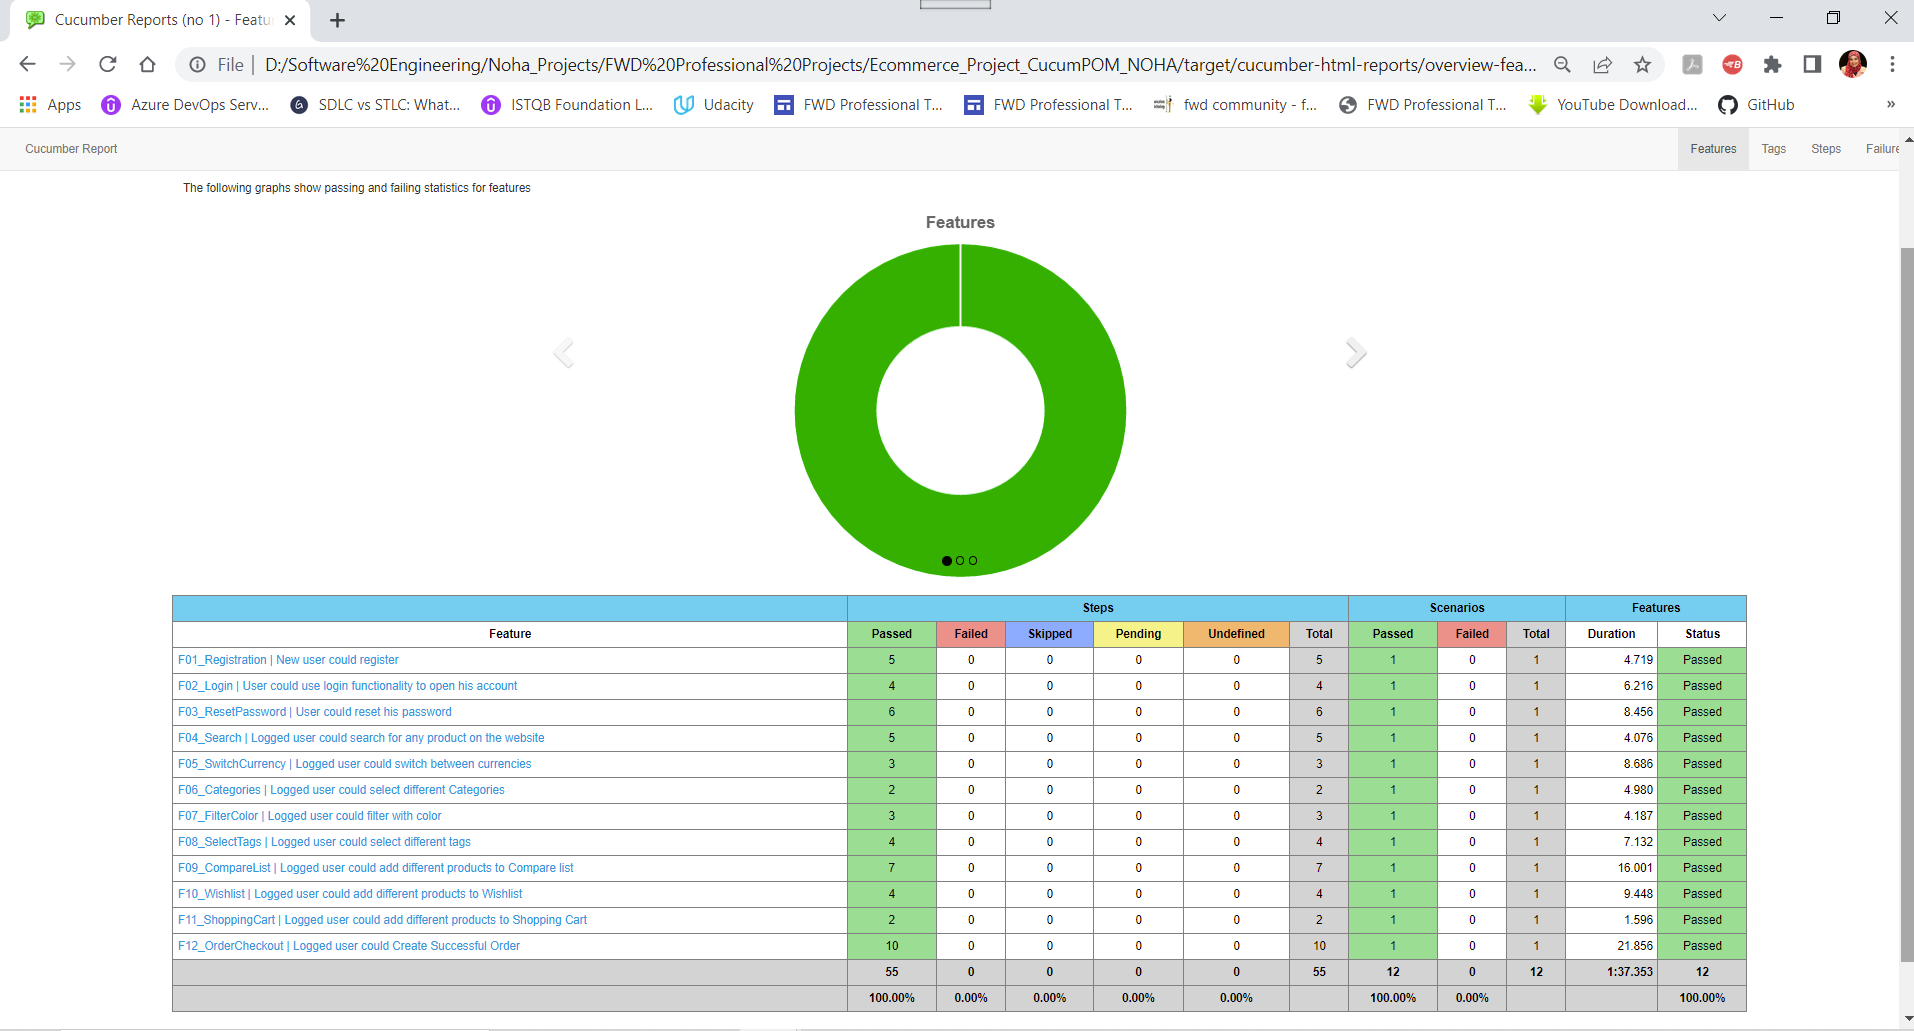 Cucumber Reports (no 1) - Featu
File | D:/Software%20Engineering/Noha_Projects/FWD%20Professional%20Projects/Ecommerce_Project_CucumPOM_NOHA/target/cucumber-html-reports/overview-fea...
Apps Azure DevOps Serv... SDLC vs STLC: What... ISTQB Foundation L... Udacity FWD Professional T... FWD Professional T... fwd community - f... FWD Professional T... YouTube Download... GitHub »
Cucumber Report Features Tags Steps Failure
The following graphs show passing and failing statistics for features
Features
Steps Scenarios Features
Feature Passed Failed Skipped Pending Undefined Total Passed Failed Total Duration Status
F01_Registration | New user could register 5 0 0 0 0 5 1 0 1 4.719 Passed
F02_Login | User could use login functionality to open his account 4 0 0 0 0 4 1 0 1 6.216 Passed
F03_ResetPassword | User could reset his password 6 0 0 0 0 6 1 0 1 8.456 Passed
F04_Search | Logged user could search for any product on the website 5 0 0 0 0 5 1 0 1 4.076 Passed
F05_SwitchCurrency | Logged user could switch between currencies 3 0 0 0 0 3 1 0 1 8.686 Passed
F06_Categories | Logged user could select different Categories 2 0 0 0 0 2 1 0 1 4.980 Passed
F07_FilterColor | Logged user could filter with color 3 0 0 0 0 3 1 0 1 4.187 Passed
F08_SelectTags | Logged user could select different tags 4 0 0 0 0 4 1 0 1 7.132 Passed
F09_CompareList | Logged user could add different products to Compare list 7 0 0 0 0 7 1 0 1 16.001 Passed
F10_Wishlist | Logged user could add different products to Wishlist 4 0 0 0 0 4 1 0 1 9.448 Passed
F11_ShoppingCart | Logged user could add different products to Shopping Cart 2 0 0 0 0 2 1 0 1 1.596 Passed
F12_OrderCheckout | Logged user could Create Successful Order 10 0 0 0 0 10 1 0 1 21.856 Passed
55 0 0 0 0 55 12 0 12 1:37.353 12
100.00% 0.00% 0.00% 0.00% 0.00% 100.00% 0.00% 100.00%